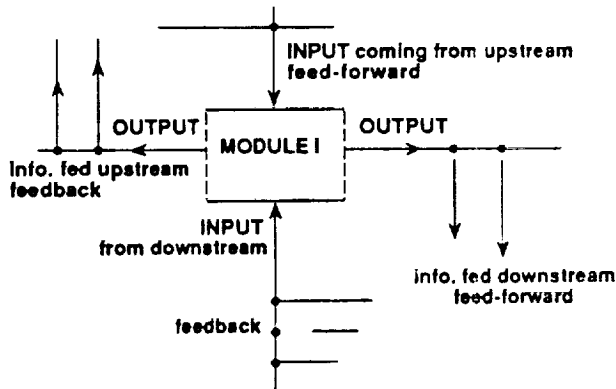 INPUT coming from upstream
feed-forward
OUTPUT
MODULE I
OUTPUT
Info. fed upstream
feedback
INPUT
from downstream
info. fed downstream
feed-forward
feedback